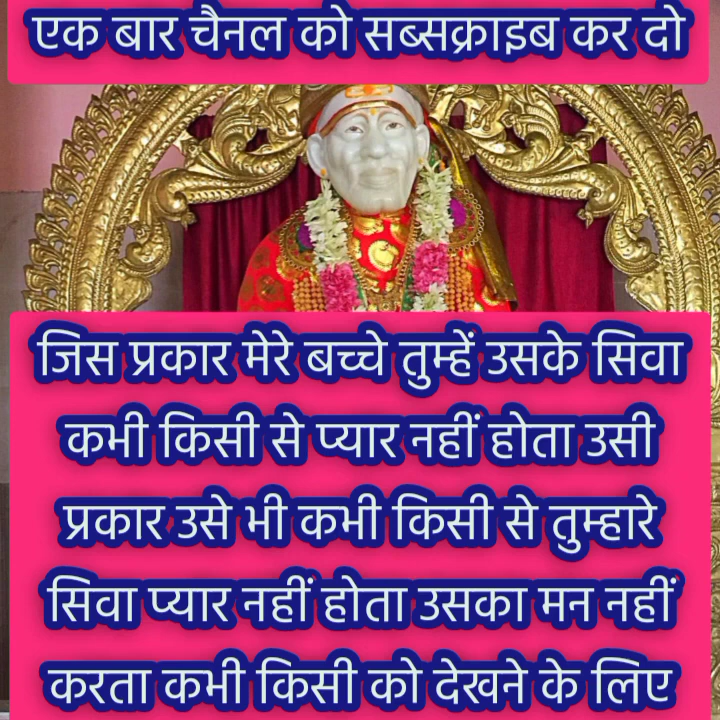 एक बार चैनल को सब्सक्राइब कर दो
जिस प्रकार मेरे बच्चे तुम्हें उसके सिवा
कभी किसी से प्यार नहीं होता उसी
प्रकार उसे भी कभी किसी से तुम्हारे
सिवा प्यार नहीं होता उसका मन नहीं
करता कभी किसी को देखने के लिए